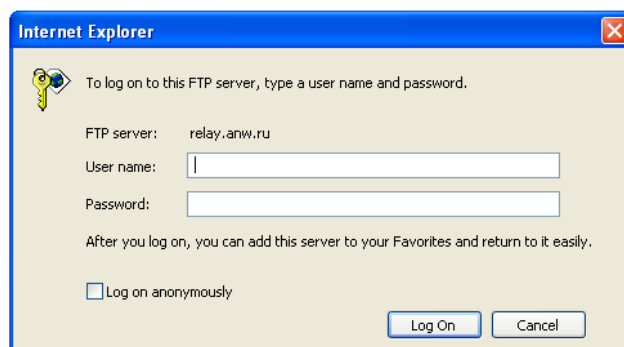 Internet Explorer
To log on to this FTP server, type a user name and password.
FTP server: relay.anw.ru
User name:
Password:
After you log on, you can add this server to your Favorites and return to it easily.
Log on anonymously
Log On Cancel